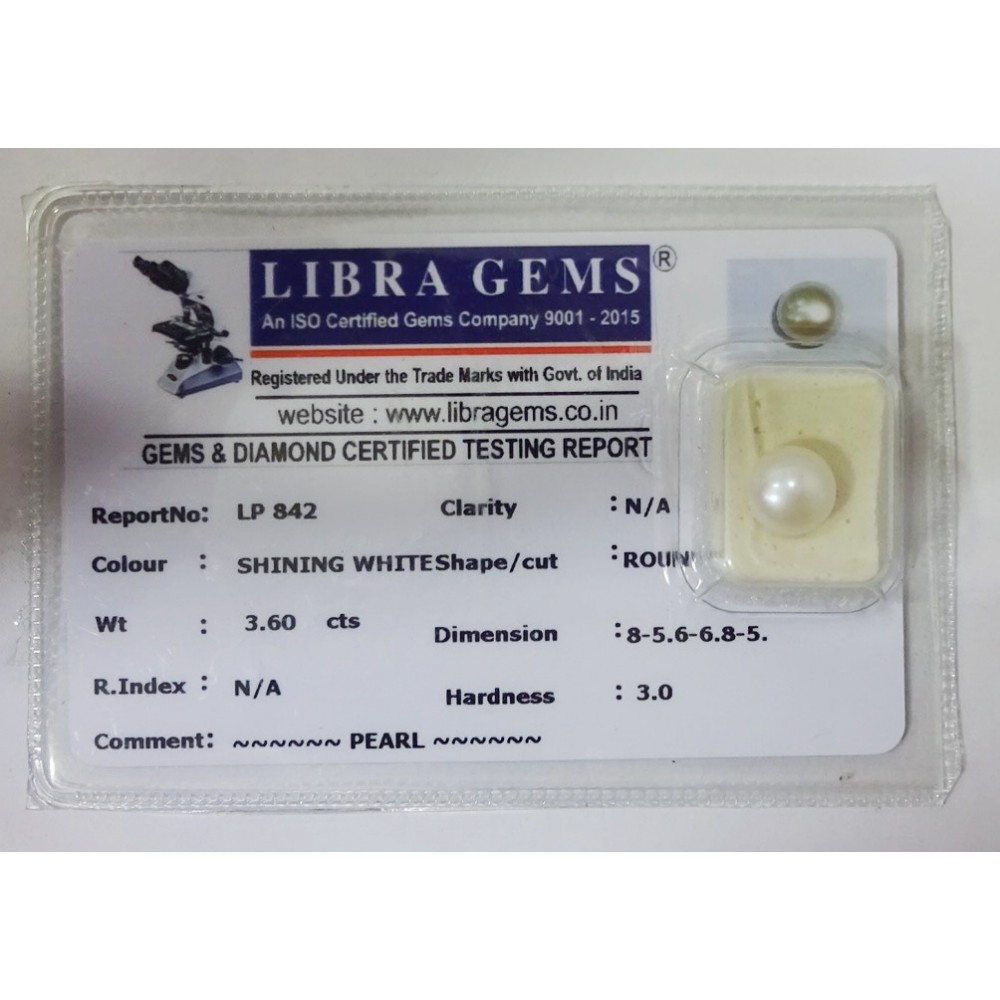 LIBRA GEMS ®
An ISO Certified Gems Company 9001 - 2015
Registered Under the Trade Marks with Govt. of India
website : www.libragems.co.in
GEMS & DIAMOND CERTIFIED TESTING REPORT
ReportNo: LP 842 Clarity : N/A
Colour : SHINING WHITE Shape/cut : ROUN
Wt : 3.60 cts Dimension :8-5.6-6.8-5.
R.Index : N/A Hardness : 3.0
Comment: ~~~~~~ PEARL ~~~~~~